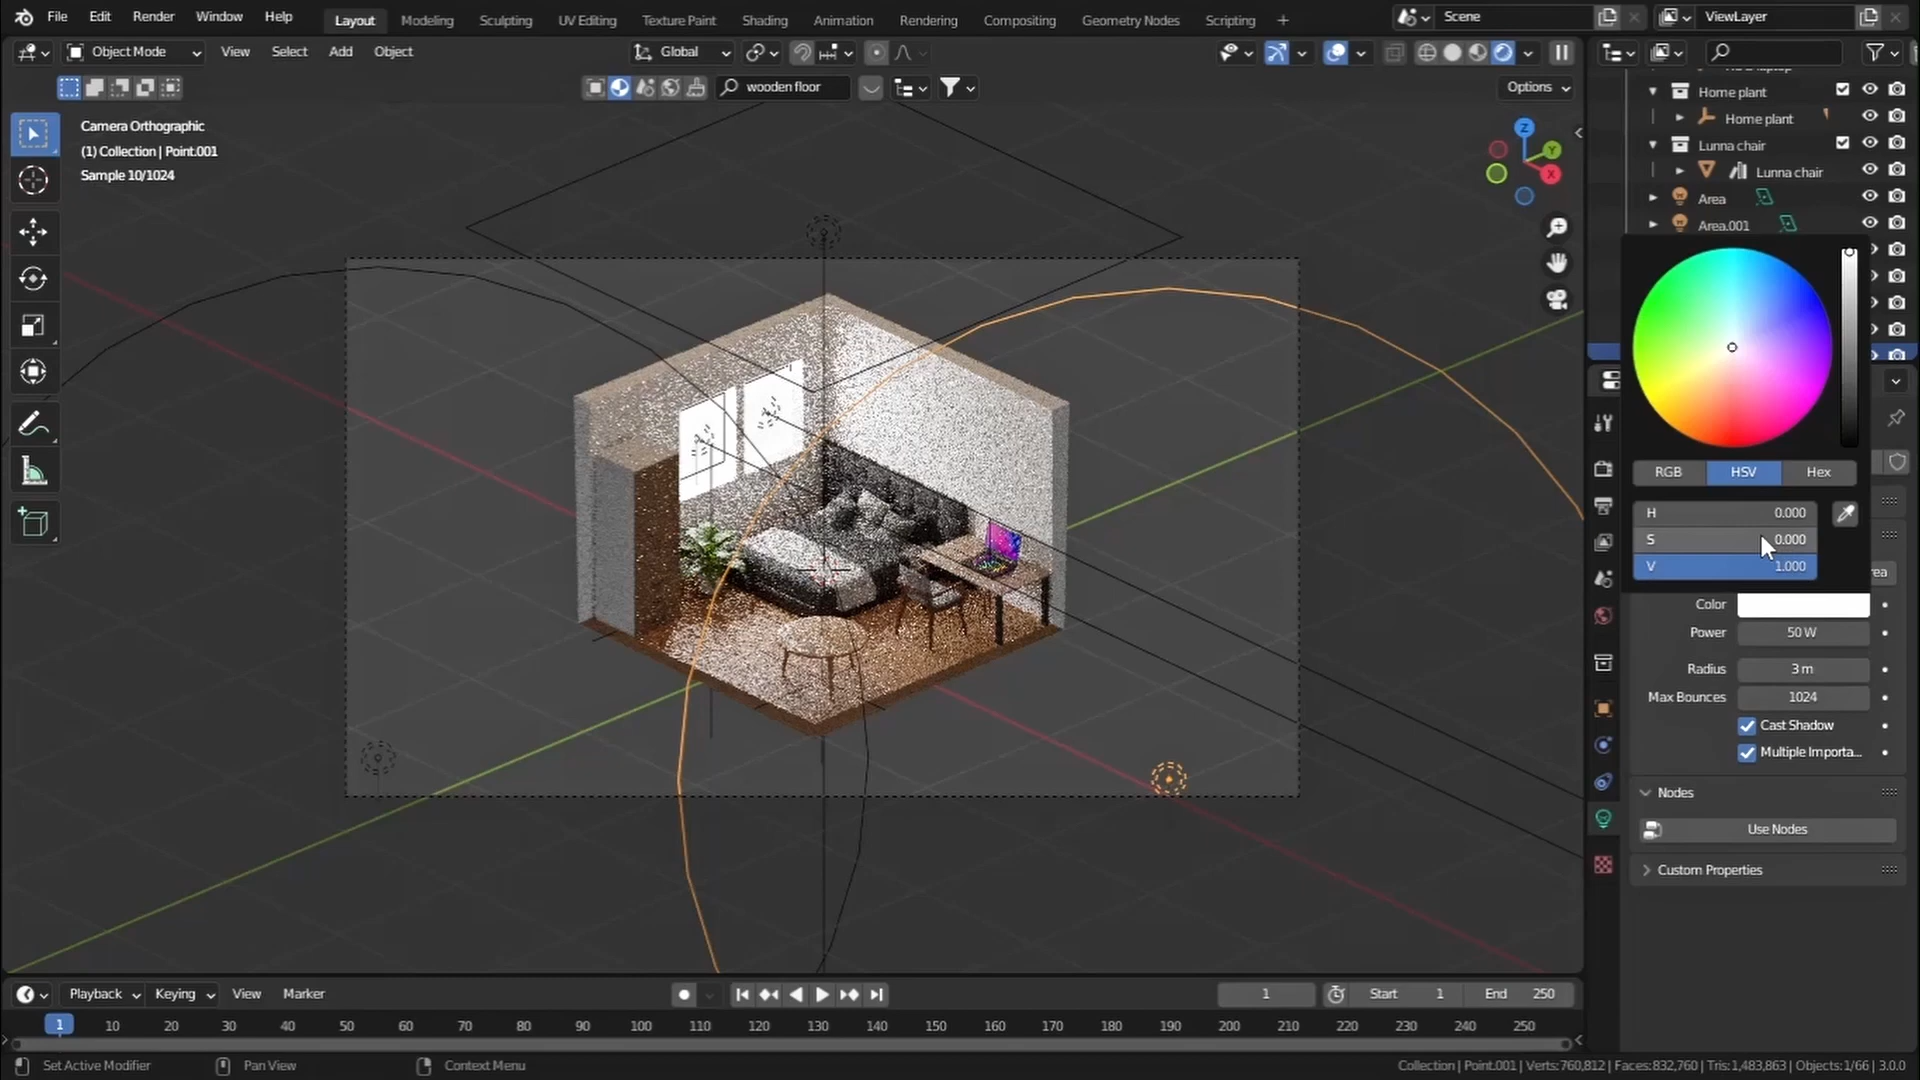 File Edit Render Window Help Layout Modeling Sculpting UV Editing Texture Paint Shading Animation Rendering Compositing Geometry Nodes Scripting + Scene ViewLayer
Object Mode View Select Add Object Global
wooden floor Options
Camera Orthographic
(1) Collection | Point.001
Sample 10/1024
Z
Y
X
Home plant
Home plant
Lunna chair
Lunna chair
Area
Area.001
RGB HSV Hex
H 0.000
S 0.000
V 1.000
Color
Power 50 W
Radius 3 m
Max Bounces 1024
Cast Shadow
Multiple Importa...
Nodes
Use Nodes
Custom Properties
Playback Keying View Marker 1 Start 1 End 250
1 10 20 30 40 50 60 70 80 90 100 110 120 130 140 150 160 170 180 190 200 210 220 230 240 250
Set Active Modifier Pan View Context Menu Collection | Point.001 | Verts:760,812 | Faces:832,760 | Tris:1,483,863 | Objects:1/66 | 3.0.0